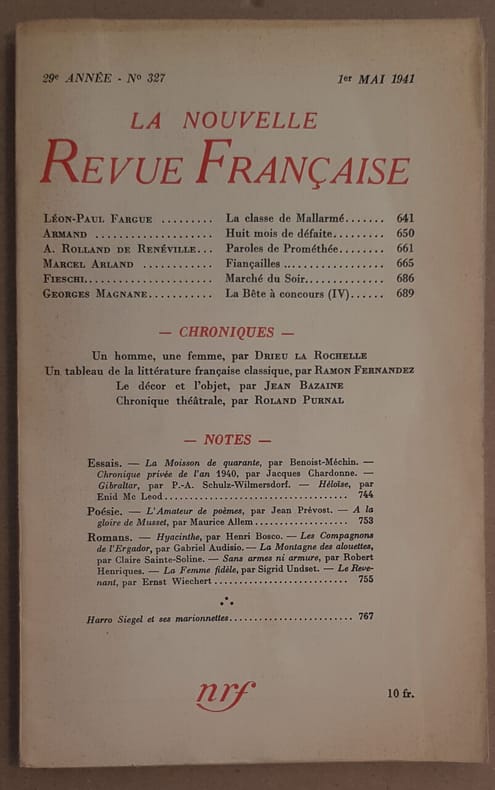 29e ANNÉE - No 327 1er MAI 1941
LA NOUVELLE
REVUE FRANÇAISE
LÉON-PAUL FARGUE ......... La classe de Mallarmé....... 641
ARMAND .................... Huit mois de défaite......... 650
A. ROLLAND DE RENÉVILLE... Paroles de Prométhée........ 661
MARCEL ARLAND ............ Fiançailles ................. 665
FIESCHI...................... Marché du Soir.............. 686
GEORGES MAGNANE........... La Bête à concours (IV)...... 689
— CHRONIQUES —
Un homme, une femme, par DRIEU LA ROCHELLE
Un tableau de la littérature française classique, par RAMON FERNANDEZ
Le décor et l'objet, par JEAN BAZAINE
Chronique théâtrale, par ROLAND PURNAL
— NOTES —
Essais. — La Moisson de quarante, par Benoist-Méchin. —
Chronique privée de l'an 1940, par Jacques Chardonne. —
Gibraltar, par P.-A. Schulz-Wilmersdorf. — Héloïse, par
Enid Mc Leod.................................. 744
Poésie. — L'Amateur de poèmes, par Jean Prévost. — A la
gloire de Musset, par Maurice Allem.................. 753
Romans. — Hyacinthe, par Henri Bosco. — Les Compagnons
de l'Ergador, par Gabriel Audisio. — La Montagne des alouettes,
par Claire Sainte-Soline. — Sans armes ni armure, par Robert
Henriques. — La Femme fidèle, par Sigrid Undset. — Le Reve-
nant, par Ernst Wiechert.......................... 755
Harro Siegel et ses marionnettes........................ 767
nrf 10 fr.